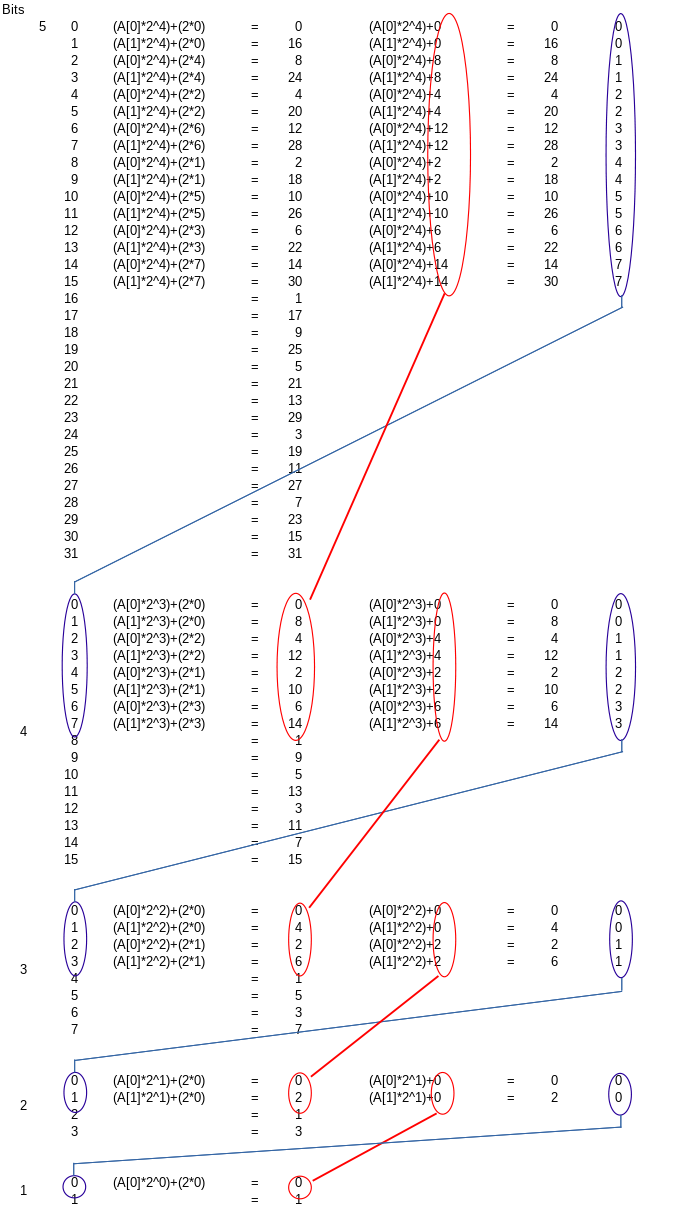 Bits
5 0 (A[0]*2^4)+(2*0) = 0 (A[0]*2^4)+0 = 0 0
1 (A[1]*2^4)+(2*0) = 16 (A[1]*2^4)+0 = 16 0
2 (A[0]*2^4)+(2*4) = 8 (A[0]*2^4)+8 = 8 1
3 (A[1]*2^4)+(2*4) = 24 (A[1]*2^4)+8 = 24 1
4 (A[0]*2^4)+(2*2) = 4 (A[0]*2^4)+4 = 4 2
5 (A[1]*2^4)+(2*2) = 20 (A[1]*2^4)+4 = 20 2
6 (A[0]*2^4)+(2*6) = 12 (A[0]*2^4)+12 = 12 3
7 (A[1]*2^4)+(2*6) = 28 (A[1]*2^4)+12 = 28 3
8 (A[0]*2^4)+(2*1) = 2 (A[0]*2^4)+2 = 2 4
9 (A[1]*2^4)+(2*1) = 18 (A[1]*2^4)+2 = 18 4
10 (A[0]*2^4)+(2*5) = 10 (A[0]*2^4)+10 = 10 5
11 (A[1]*2^4)+(2*5) = 26 (A[1]*2^4)+10 = 26 5
12 (A[0]*2^4)+(2*3) = 6 (A[0]*2^4)+6 = 6 6
13 (A[1]*2^4)+(2*3) = 22 (A[1]*2^4)+6 = 22 6
14 (A[0]*2^4)+(2*7) = 14 (A[0]*2^4)+14 = 14 7
15 (A[1]*2^4)+(2*7) = 30 (A[1]*2^4)+14 = 30 7
16 = 1
17 = 17
18 = 9
19 = 25
20 = 5
21 = 21
22 = 13
23 = 29
24 = 3
25 = 19
26 = 11
27 = 27
28 = 7
29 = 23
30 = 15
31 = 31
0 (A[0]*2^3)+(2*0) = 0 (A[0]*2^3)+0 = 0 0
1 (A[1]*2^3)+(2*0) = 8 (A[1]*2^3)+0 = 8 0
2 (A[0]*2^3)+(2*2) = 4 (A[0]*2^3)+4 = 4 1
3 (A[1]*2^3)+(2*2) = 12 (A[1]*2^3)+4 = 12 1
4 (A[0]*2^3)+(2*1) = 2 (A[0]*2^3)+2 = 2 2
5 (A[1]*2^3)+(2*1) = 10 (A[1]*2^3)+2 = 10 2
6 (A[0]*2^3)+(2*3) = 6 (A[0]*2^3)+6 = 6 3
7 (A[1]*2^3)+(2*3) = 14 (A[1]*2^3)+6 = 14 3
4 8 = 1
9 = 9
10 = 5
11 = 13
12 = 3
13 = 11
14 = 7
15 = 15
0 (A[0]*2^2)+(2*0) = 0 (A[0]*2^2)+0 = 0 0
1 (A[1]*2^2)+(2*0) = 4 (A[1]*2^2)+0 = 4 0
2 (A[0]*2^2)+(2*1) = 2 (A[0]*2^2)+2 = 2 1
3 (A[1]*2^2)+(2*1) = 6 (A[1]*2^2)+2 = 6 1
3 4 = 1
5 = 5
6 = 3
7 = 7
0 (A[0]*2^1)+(2*0) = 0 (A[0]*2^1)+0 = 0 0
1 (A[1]*2^1)+(2*0) = 2 (A[1]*2^1)+0 = 2 0
2 2 = 1
3 = 3
0 (A[0]*2^0)+(2*0) = 0
1 1 = 1